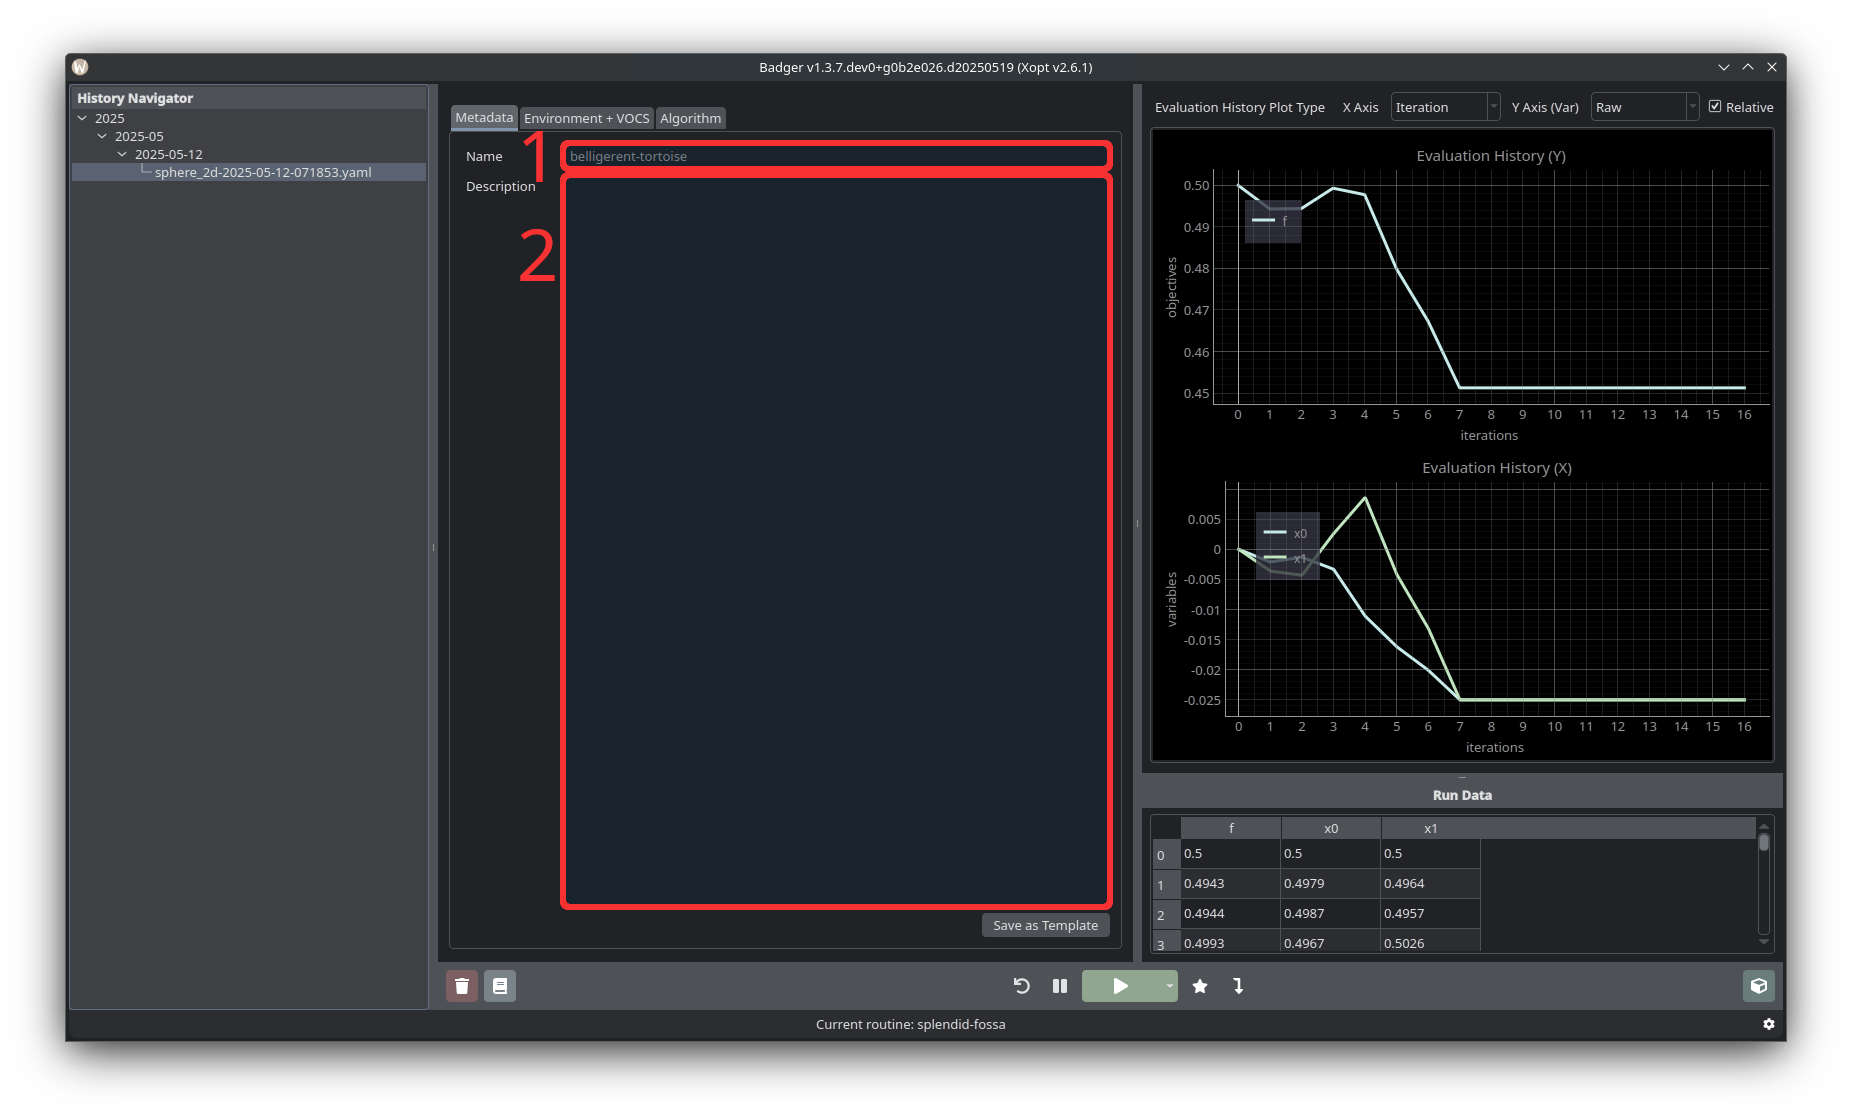 Badger v1.3.7.dev0+g0b2e026.d20250519 (Xopt v2.6.1)
History Navigator
2025
2025-05
2025-05-12
sphere_2d-2025-05-12-071853.yaml
Metadata
Environment + VOCS
Algorithm
Name
1
belligerent-tortoise
Description
2
Save as Template
Evaluation History Plot Type
X Axis
Iteration
Y Axis (Var)
Raw
Relative
Evaluation History (Y)
0.50
0.49
0.48
0.47
0.46
0.45
objectives
f
0 1 2 3 4 5 6 7 8 9 10 11 12 13 14 15 16
iterations
Evaluation History (X)
0.005
0
-0.005
-0.01
-0.015
-0.02
-0.025
variables
x0
x1
0 1 2 3 4 5 6 7 8 9 10 11 12 13 14 15 16
iterations
Run Data
f x0 x1
0 0.5 0.5 0.5
1 0.4943 0.4979 0.4964
2 0.4944 0.4987 0.4957
3 0.4993 0.4967 0.5026
Current routine: splendid-fossa